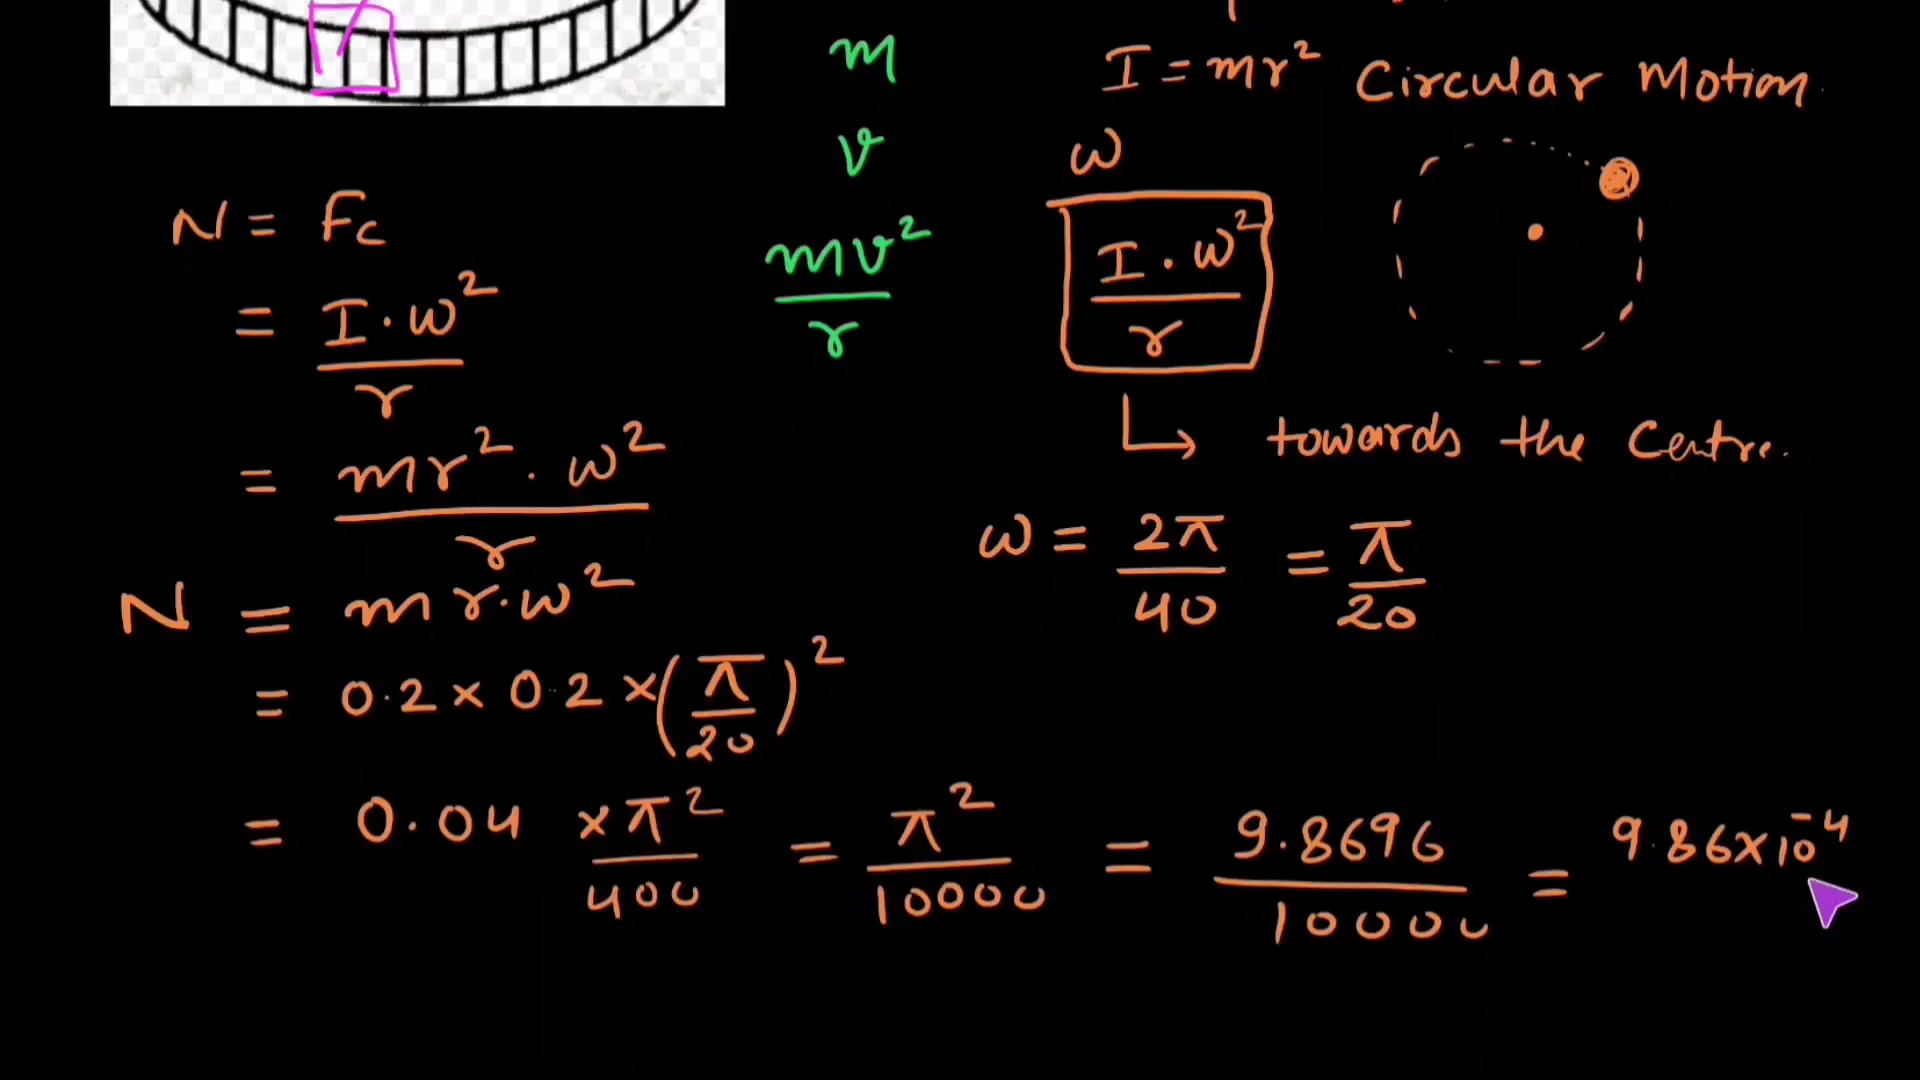 m
I = mr² Circular Motion
v
ω
N = Fc
mv²/r
I·ω²/r
= I·ω²/r
↳ towards the Centre.
= mr²·ω²/r
ω = 2π/40 = π/20
N = mr·ω²
= 0.2 × 0.2 × (π/20)²
= 0.04 × π²/400 = π²/10000 = 9.8696/10000 = 9.86×10⁻⁴